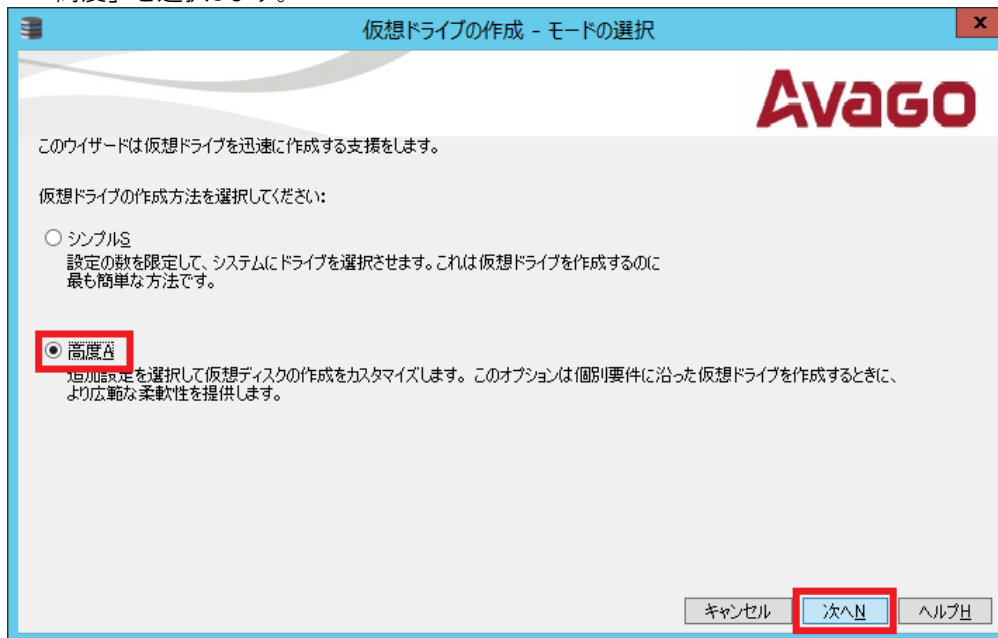 高度」を選択します。
仮想ドライブの作成 - モードの選択
x
Avago
このウイザードは仮想ドライブを迅速に作成する支援をします。
仮想ドライブの作成方法を選択してください:
シンプルS
設定の数を限定して、システムにドライブを選択させます。これは仮想ドライブを作成するのに
最も簡単な方法です。
高度A
追加設定を選択して仮想ディスクの作成をカスタマイズします。このオプションは個別要件に沿った仮想ドライブを作成するときに、
より広範な柔軟性を提供します。
キャンセル 次へN ヘルプH